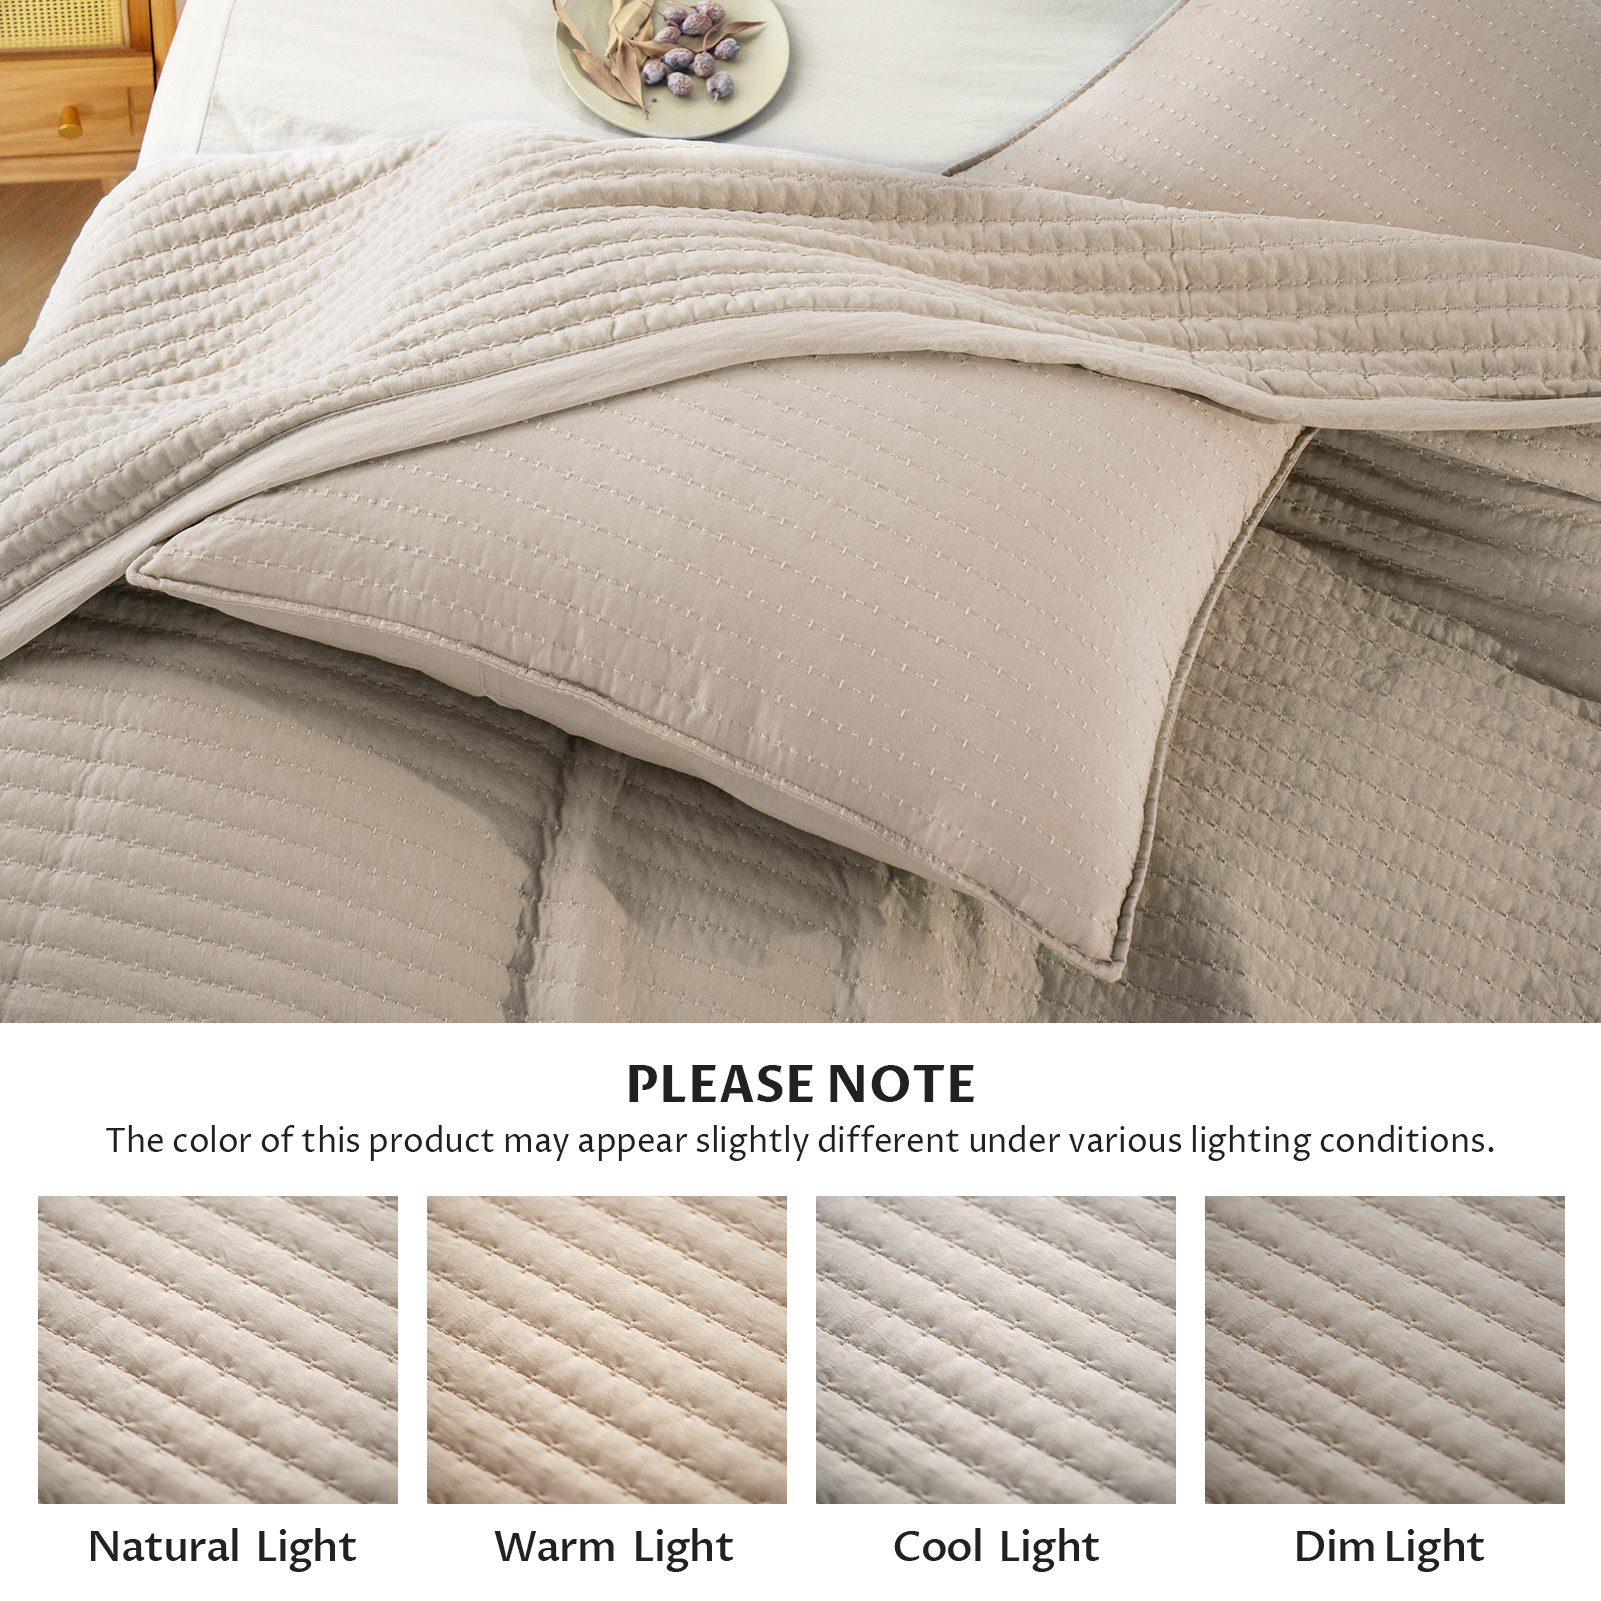 PLEASE NOTE
The color of this product may appear slightly different under various lighting conditions.
Natural Light
Warm Light
Cool Light
Dim Light